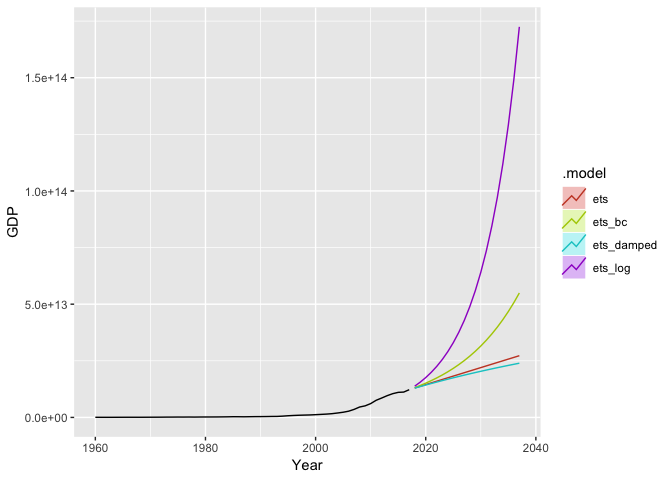 GDP
1.5e+14
1.0e+14
5.0e+13
0.0e+00
1960
1980
2000
2020
2040
Year
.model
ets
ets_bc
ets_damped
ets_log